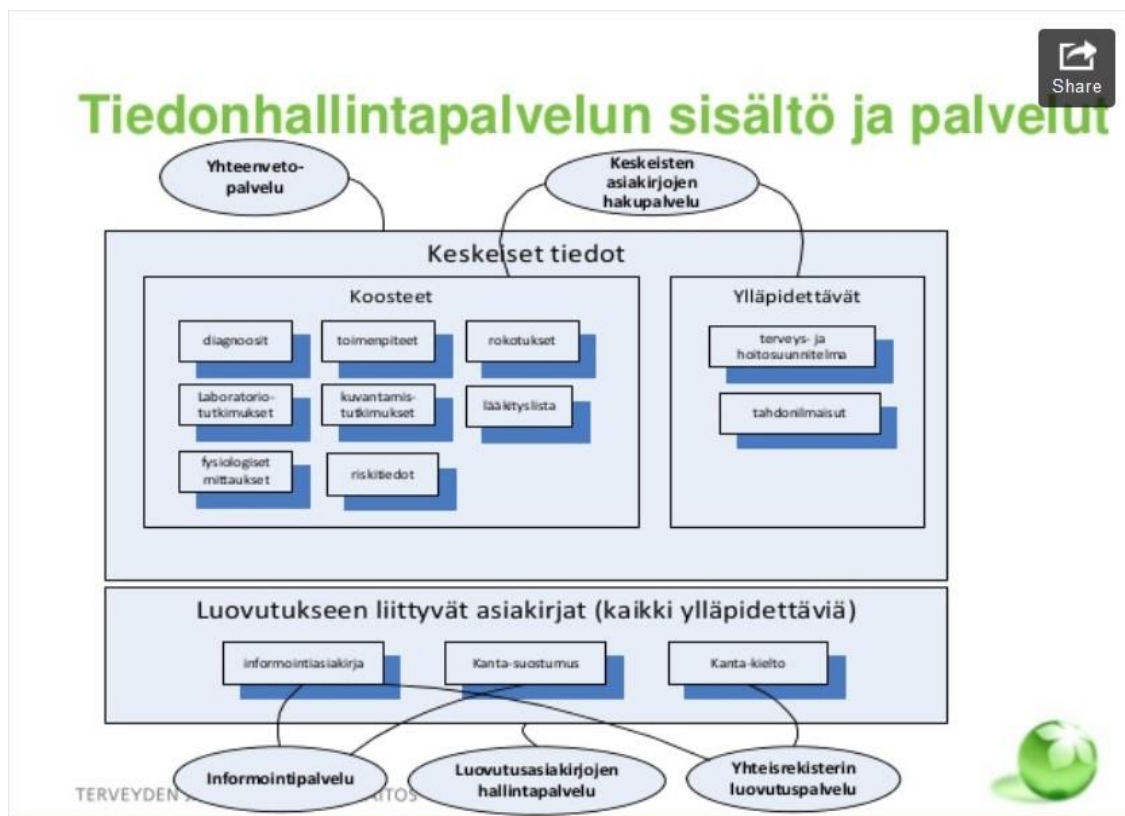 Share
Tiedonhallintapalvelun sisältö ja palvelut
Yhteenveto-
palvelu
Keskeisten
asiakirjojen
hakupalvelu
Keskeiset tiedot
Koosteet
diagnoosit
toimenpiteet
rokotukset
Laboratorio-
tutkimukset
kuvantamis-
tutkimukset
lääkityslista
fysiologiset
mittaukset
riskitiedot
Ylläpidettävät
terveys- ja
hoitosuunnitelma
tahdonilmaisut
Luovutukseen liittyvät asiakirjat (kaikki ylläpidettäviä)
informointiasiakirja
Kanta-suostumus
Kanta-kielto
Informointipalvelu
Luovutusasiakirjojen
hallintapalvelu
Yhteisrekisterin
luovutuspalvelu
TERVEYDEN